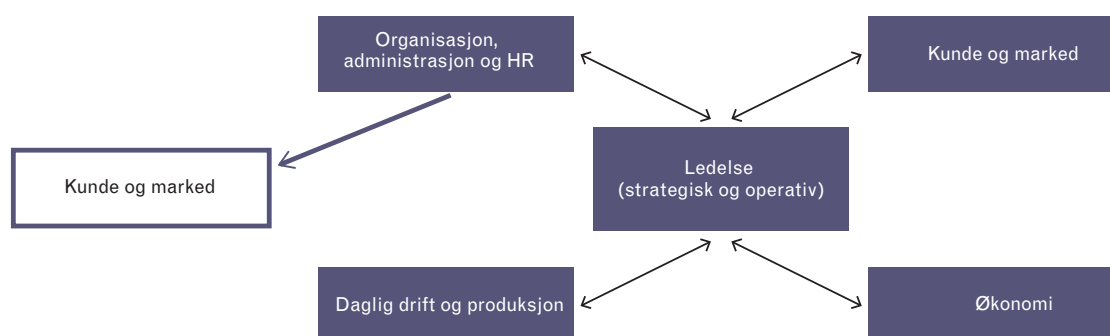 Organisasjon,
administrasjon og HR
Kunde og marked
Kunde og marked
Ledelse
(strategisk og operativ)
Daglig drift og produksjon
Økonomi